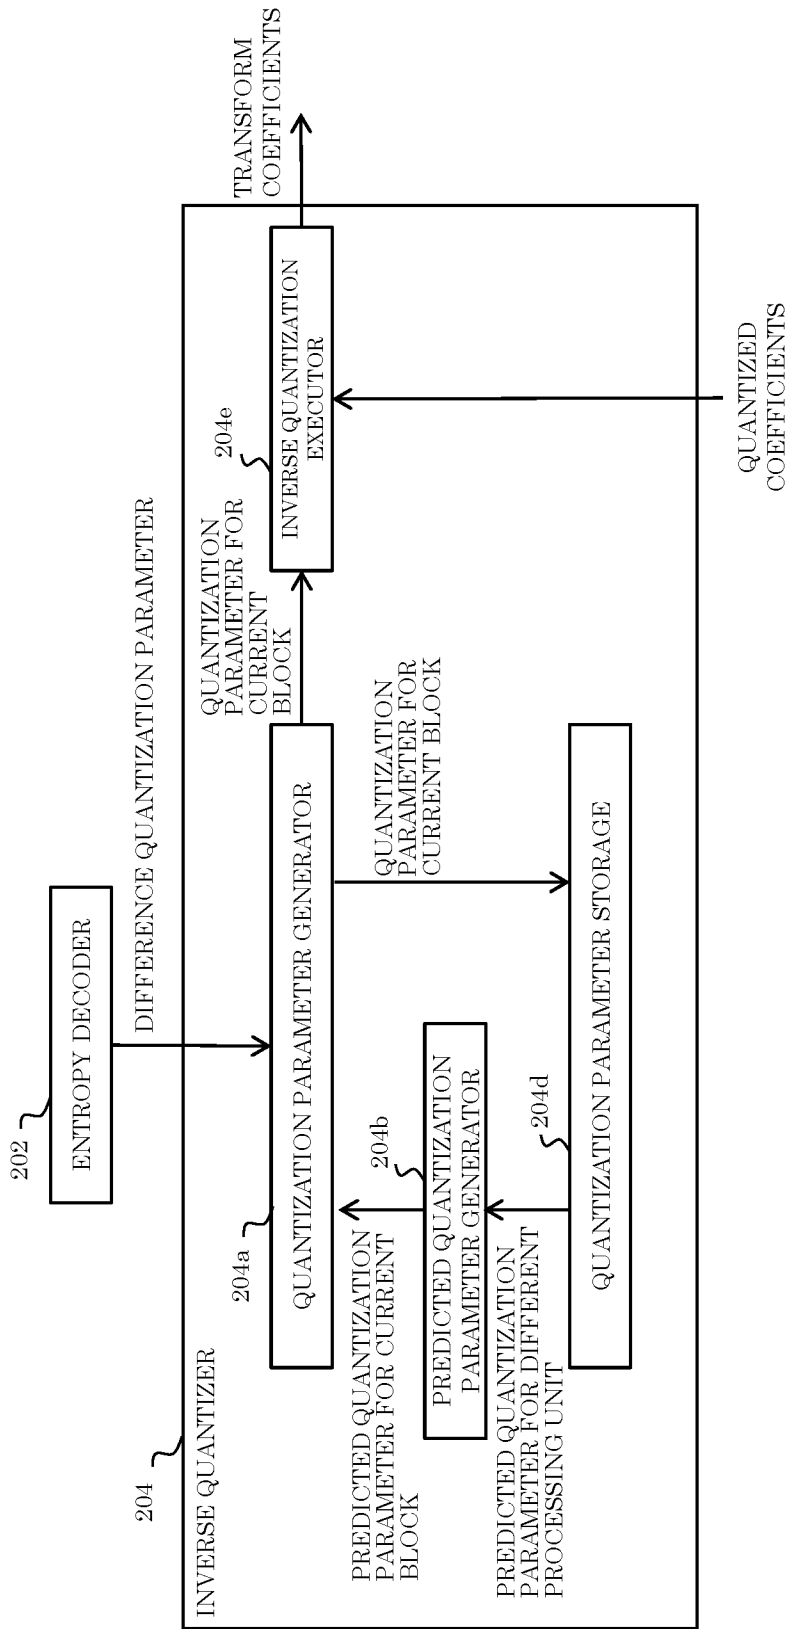 202
ENTROPY DECODER
DIFFERENCE QUANTIZATION PARAMETER
204
INVERSE QUANTIZER
204a
QUANTIZATION PARAMETER GENERATOR
QUANTIZATION
PARAMETER FOR
CURRENT
BLOCK
204e
INVERSE QUANTIZATION
EXECUTOR
TRANSFORM
COEFFICIENTS
PREDICTED QUANTIZATION
PARAMETER FOR CURRENT
BLOCK
204b
PREDICTED QUANTIZATION
PARAMETER GENERATOR
QUANTIZATION
PARAMETER FOR
CURRENT BLOCK
PREDICTED QUANTIZATION
PARAMETER FOR DIFFERENT
PROCESSING UNIT
204d
QUANTIZATION PARAMETER STORAGE
QUANTIZED
COEFFICIENTS